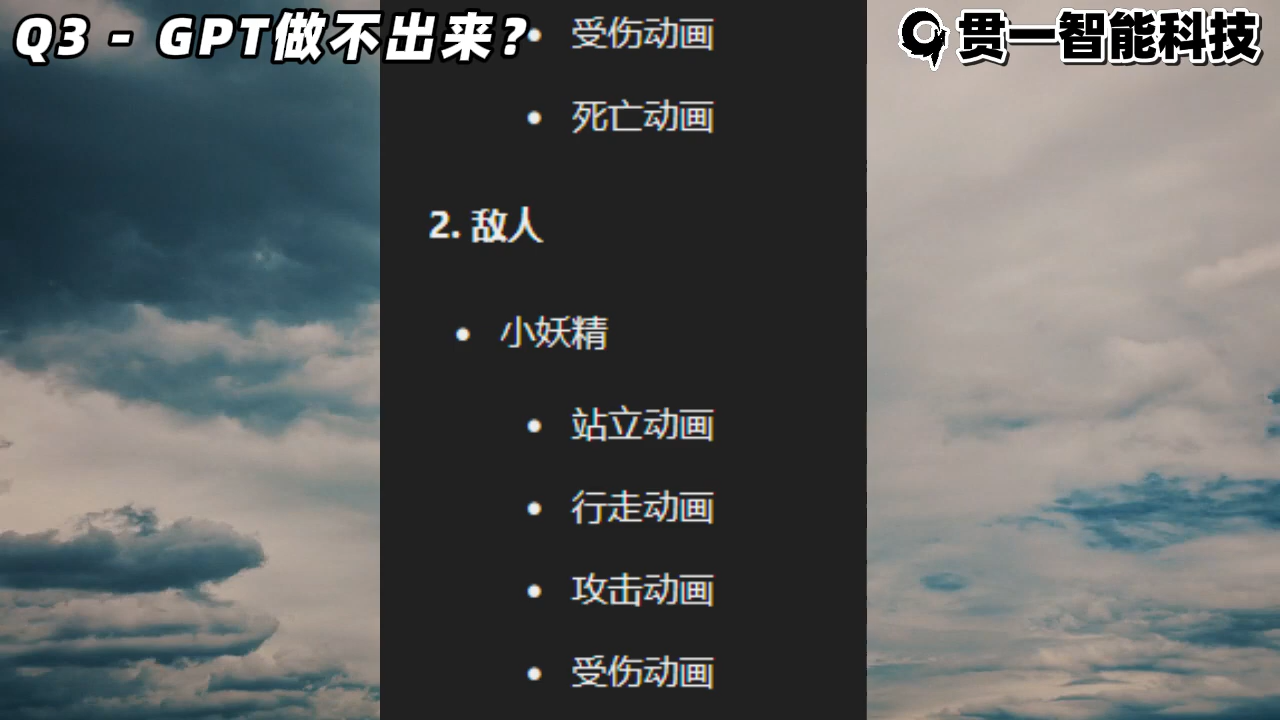 Q3 - GPT做不出来？
贯一智能科技
• 受伤动画
• 死亡动画
2. 敌人
• 小妖精
• 站立动画
• 行走动画
• 攻击动画
• 受伤动画